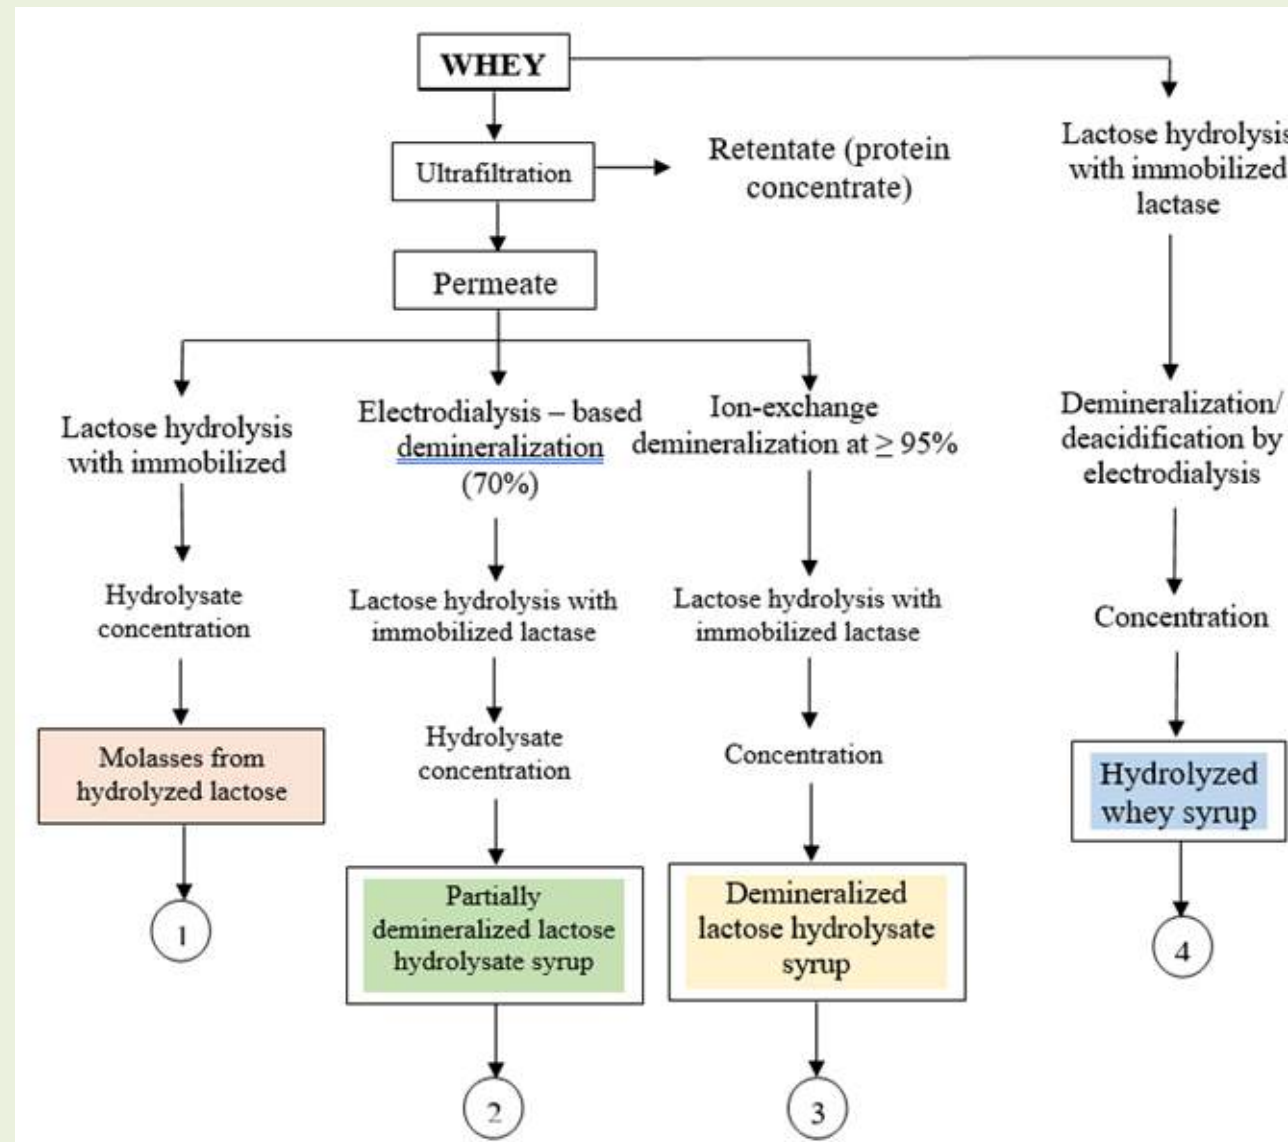 WHEY
Ultrafiltration
Retentate (protein
concentrate)
Permeate
Lactose hydrolysis
with immobilized
Hydrolysate
concentration
Molasses from
hydrolyzed lactose
1
Electrodialysis – based
demineralization
(70%)
Lactose hydrolysis with
immobilized lactase
Hydrolysate
concentration
Partially
demineralized lactose
hydrolysate syrup
2
Ion-exchange
demineralization at ≥ 95%
Lactose hydrolysis with
immobilized lactase
Concentration
Demineralized
lactose hydrolysate
syrup
3
Lactose hydrolysis
with immobilized
lactase
Demineralization/
deacidification by
electrodialysis
Concentration
Hydrolyzed
whey syrup
4